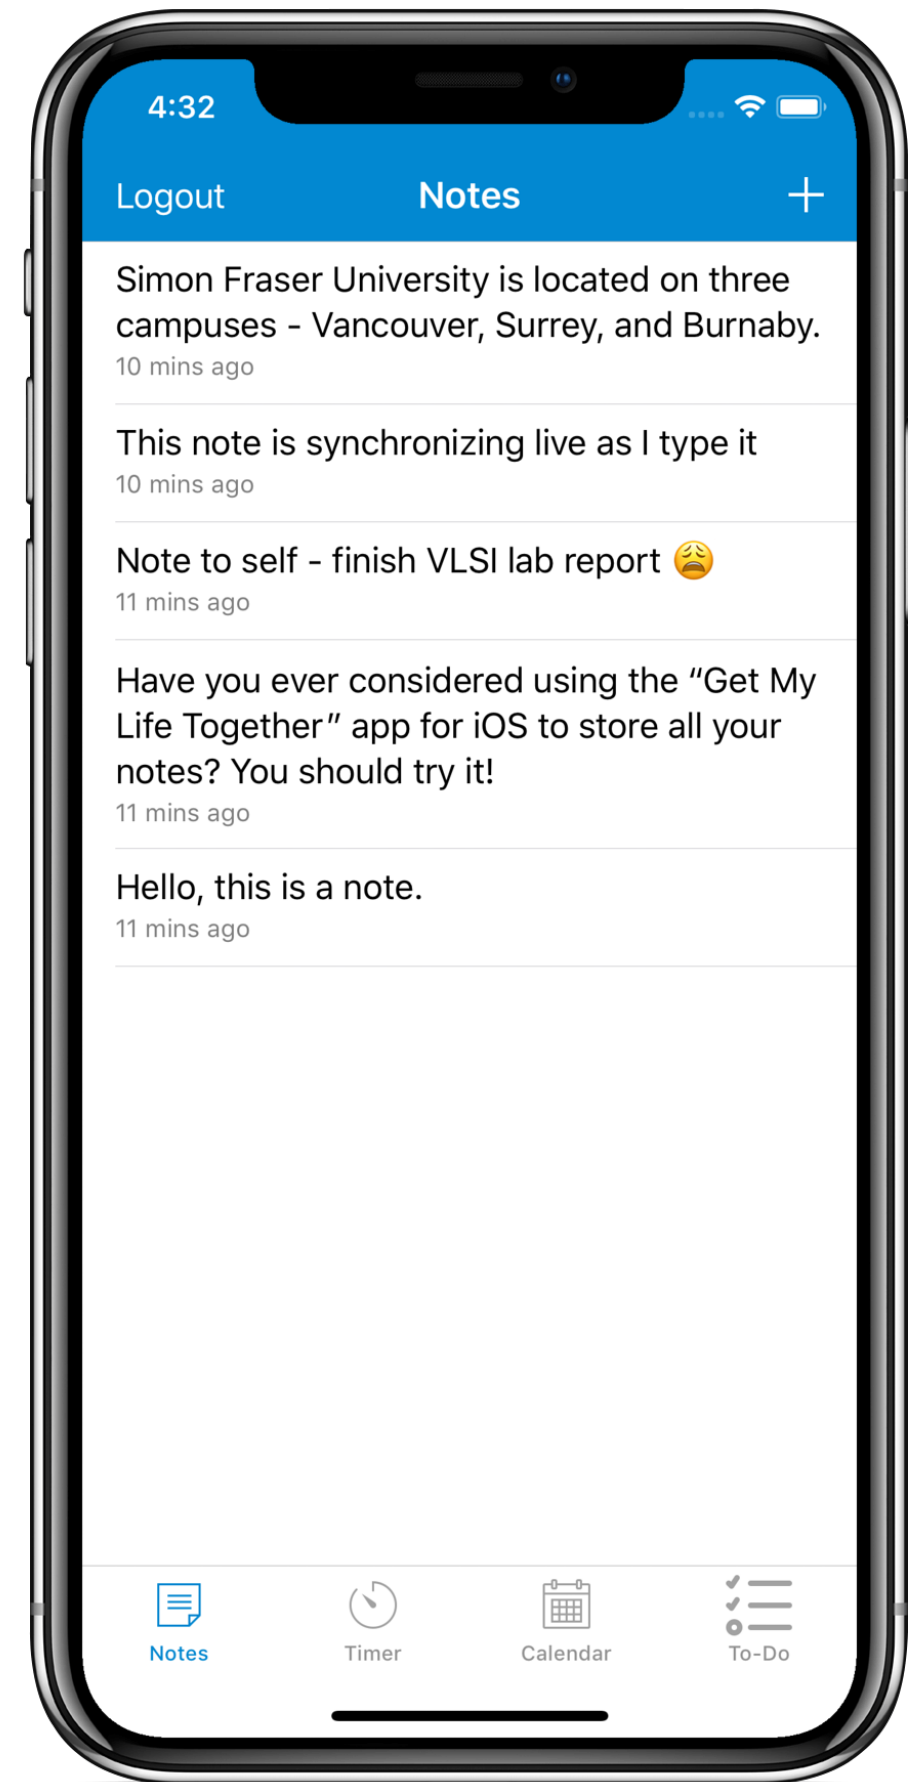 4:32
Logout
Notes
Simon Fraser University is located on three
campuses - Vancouver, Surrey, and Burnaby.
10 mins ago
This note is synchronizing live as I type it
10 mins ago
Note to self - finish VLSI lab report 😩
11 mins ago
Have you ever considered using the “Get My
Life Together” app for iOS to store all your
notes? You should try it!
11 mins ago
Hello, this is a note.
11 mins ago
Notes
Timer
Calendar
To-Do